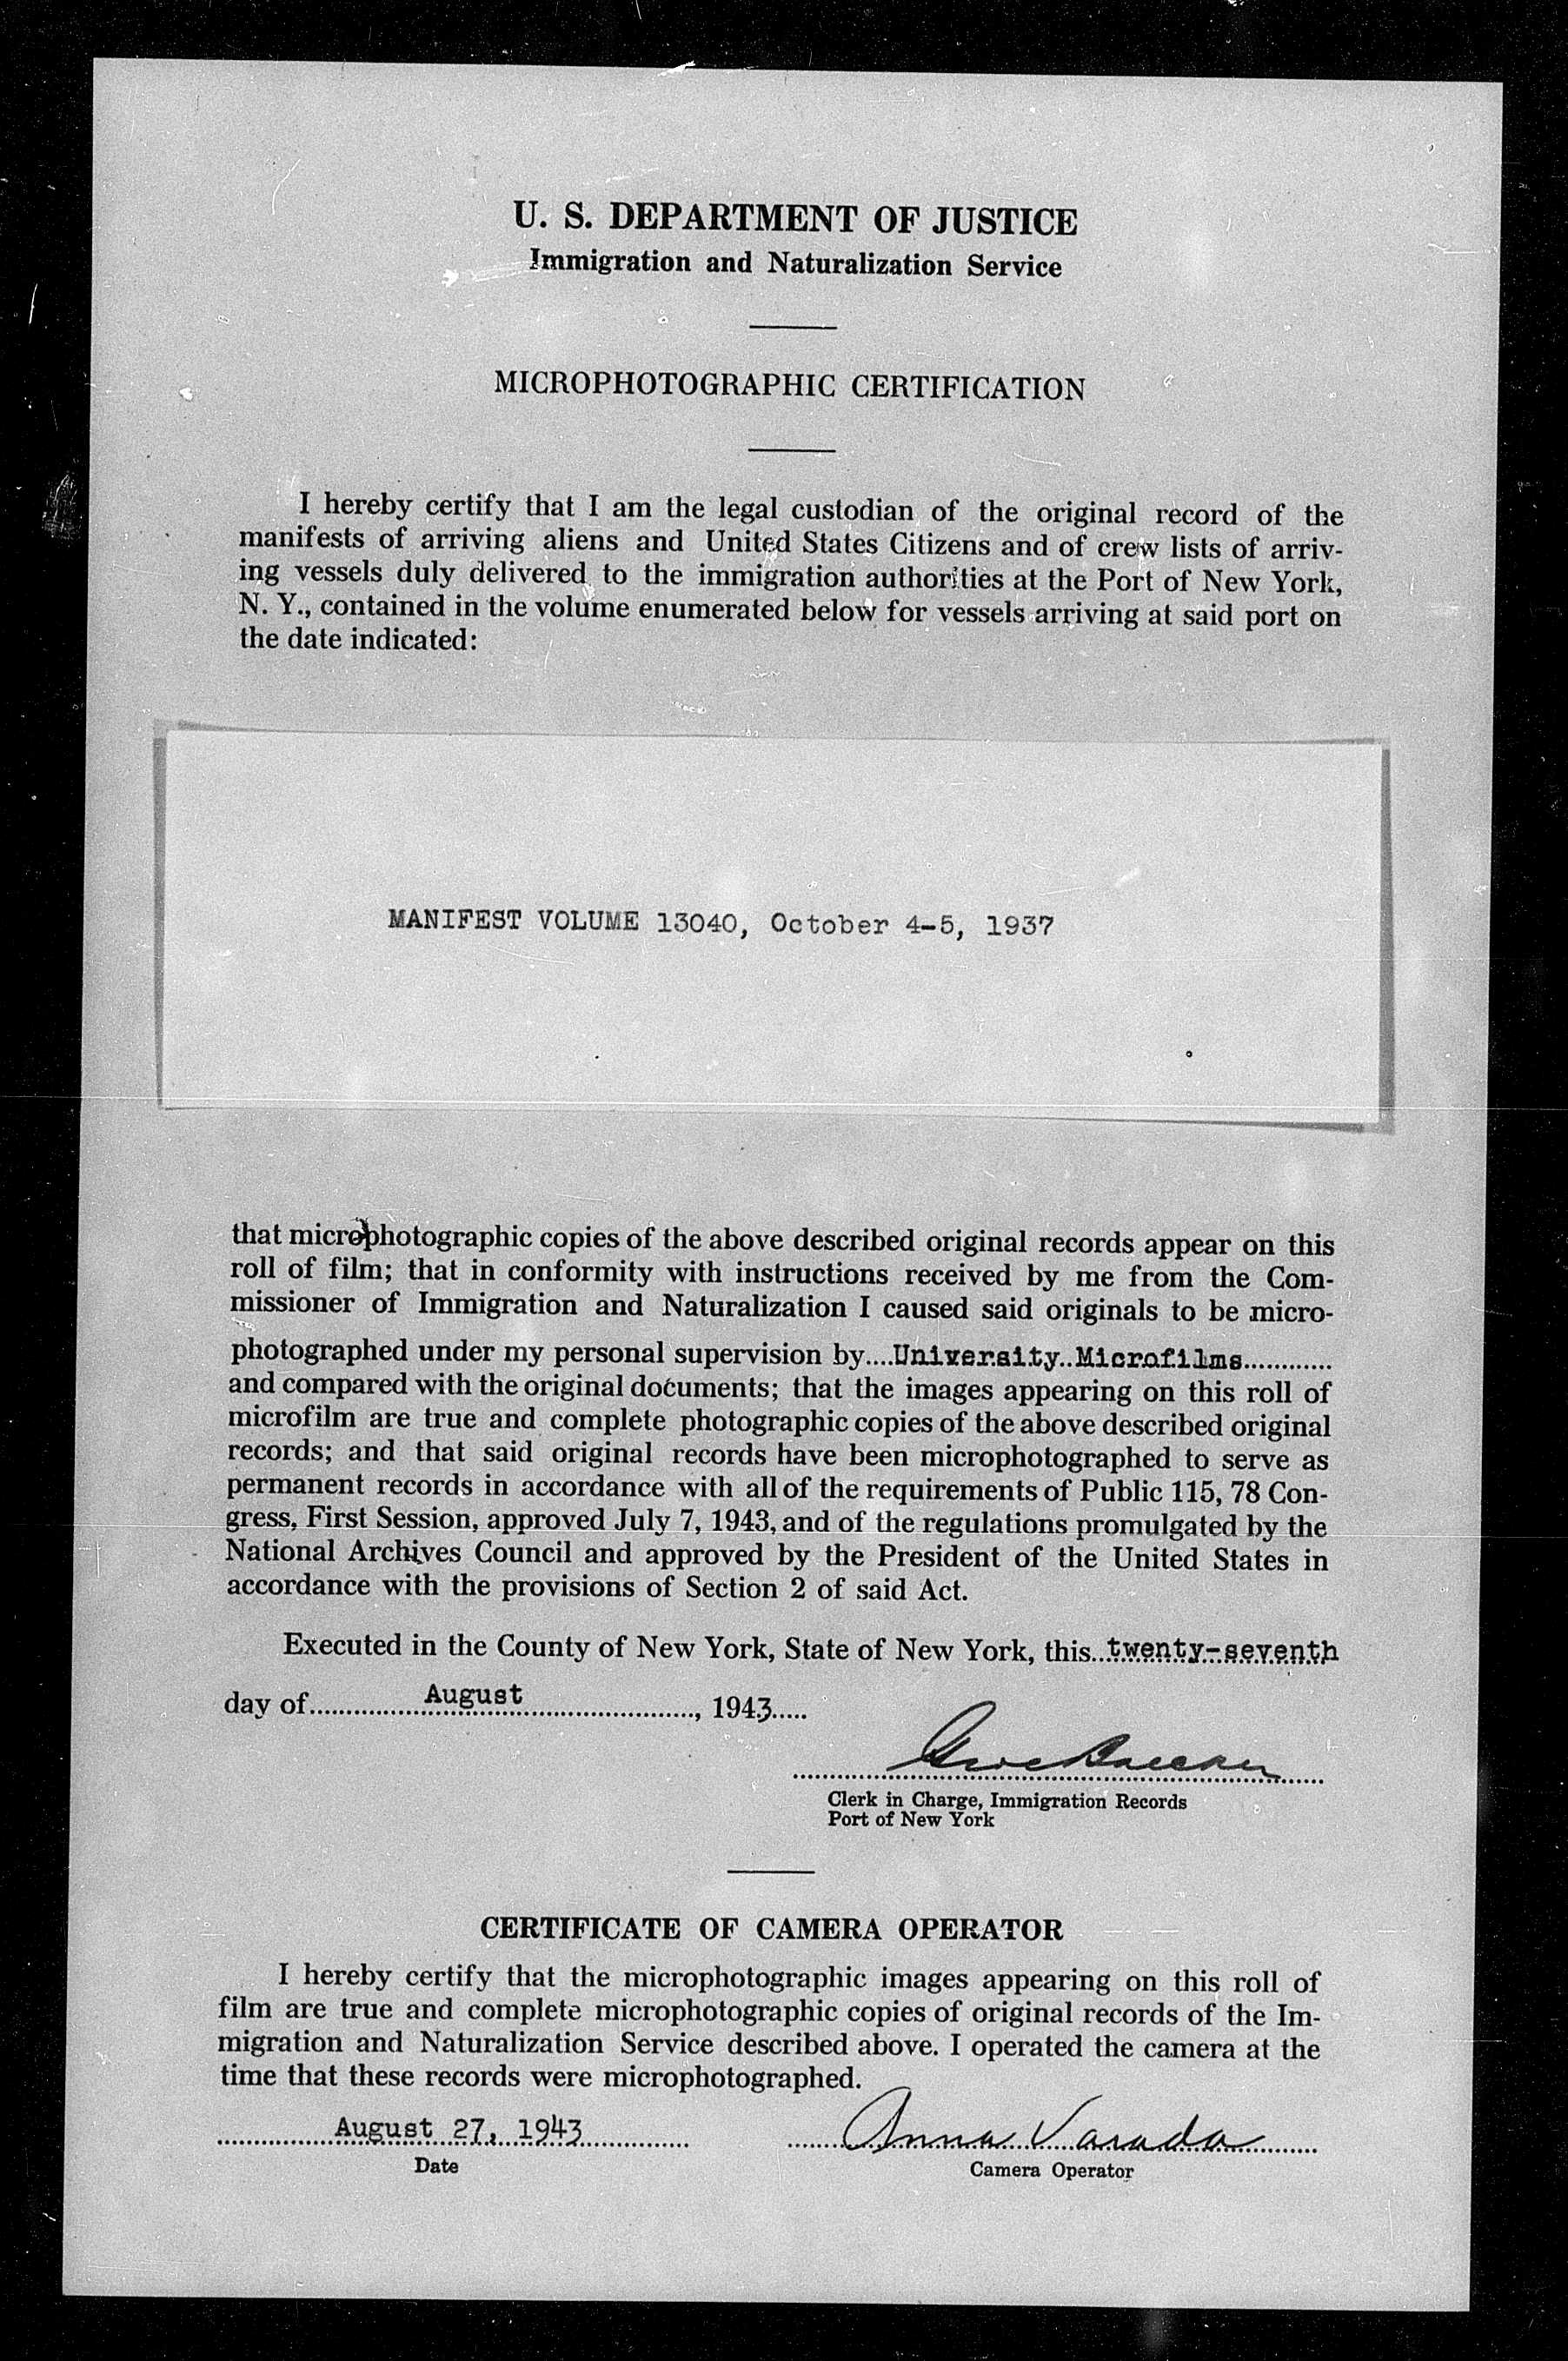 U. S. DEPARTMENT OF JUSTICE
Immigration and Naturalization Service
MICROPHOTOGRAPHIC CERTIFICATION
I hereby certify that I am the legal custodian of the original record of the
manifests of arriving aliens and United States Citizens and of crew lists of arriv-
ing vessels duly delivered to the immigration authorities at the Port of New York,
N. Y., contained in the volume enumerated below for vessels arriving at said port on
the date indicated:
MANIFEST VOLUME 13040, October 4-5, 1937
that microphotographic copies of the above described original records appear on this
roll of film; that in conformity with instructions received by me from the Com-
missioner of Immigration and Naturalization I caused said originals to be micro-
photographed under my personal supervision by....University..Microfilms............
and compared with the original documents; that the images appearing on this roll of
microfilm are true and complete photographic copies of the above described original
records; and that said original records have been microphotographed to serve as
permanent records in accordance with all of the requirements of Public 115, 78 Con-
gress, First Session, approved July 7, 1943, and of the regulations promulgated by the
National Archives Council and approved by the President of the United States in
accordance with the provisions of Section 2 of said Act.
Executed in the County of New York, State of New York, this...twenty-seventh
day of................August........................, 1943.....
Clerk in Charge, Immigration Records
Port of New York
CERTIFICATE OF CAMERA OPERATOR
I hereby certify that the microphotographic images appearing on this roll of
film are true and complete microphotographic copies of original records of the Im-
migration and Naturalization Service described above. I operated the camera at the
time that these records were microphotographed.
August 27, 1943 Anna Varada
Date Camera Operator